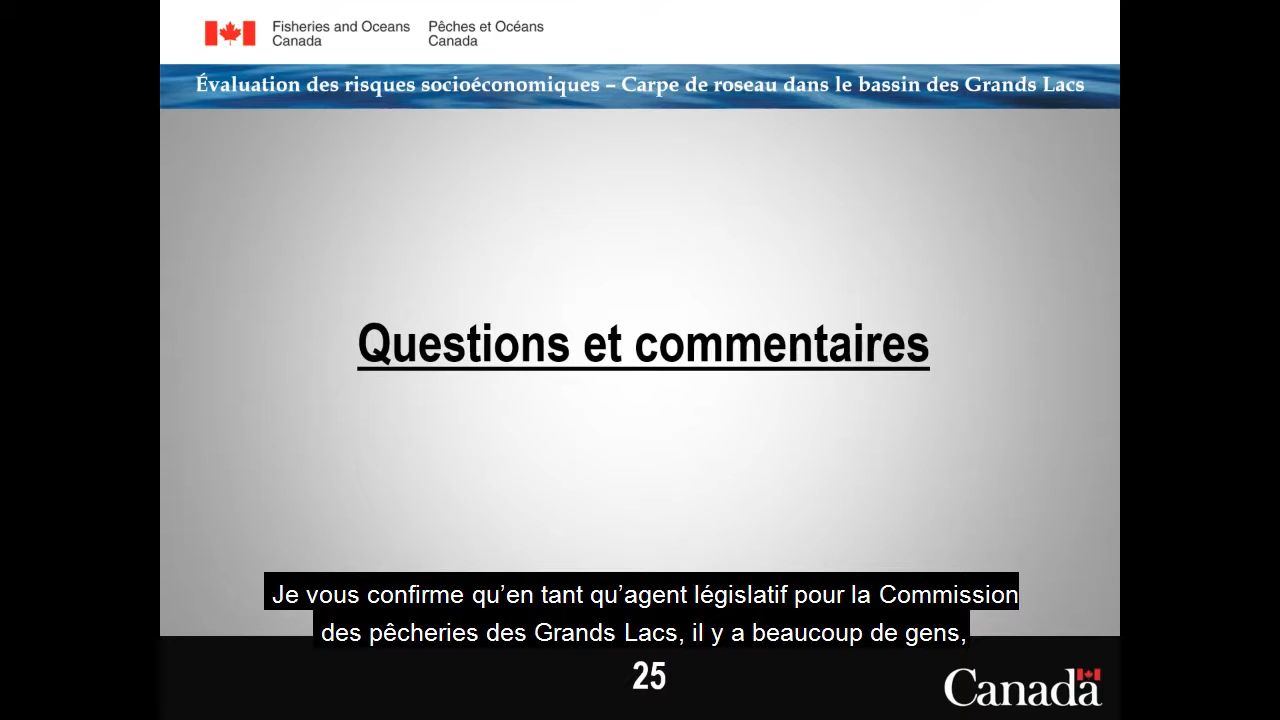 Fisheries and Oceans Pêches et Océans
Canada Canada
Évaluation des risques socioéconomiques – Carpe de roseau dans le bassin des Grands Lacs
Questions et commentaires
Je vous confirme qu’en tant qu’agent législatif pour la Commission
des pêcheries des Grands Lacs, il y a beaucoup de gens,
25
Canada